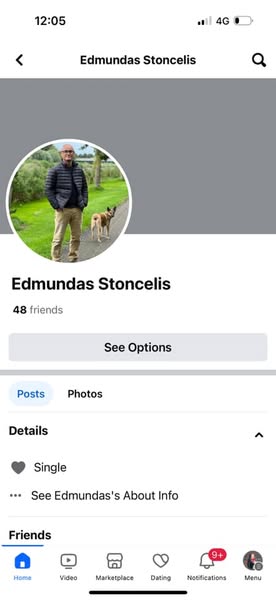 12:05
4G
Edmundas Stoncelis
Edmundas Stoncelis
48 friends
See Options
Posts Photos
Details
Single
See Edmundas's About Info
Friends
9+
Home Video Marketplace Dating Notifications Menu